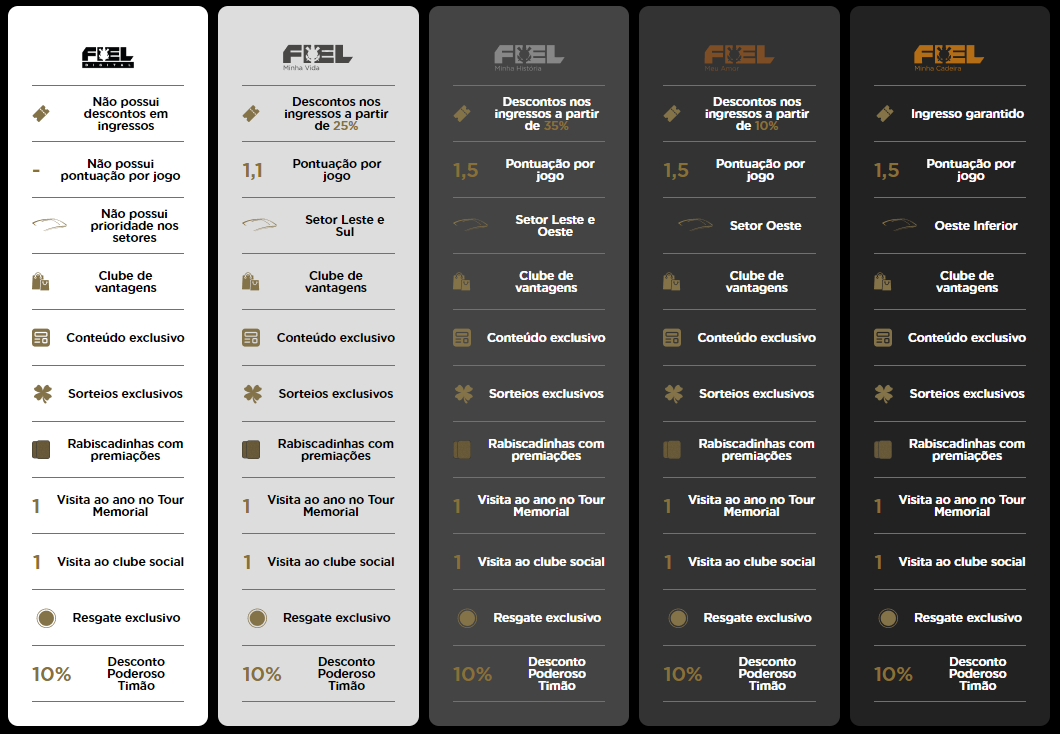 FIEL
DIGITAL
Não possui
descontos em
ingressos
-
Não possui
pontuação por jogo
Não possui
prioridade nos
setores
Clube de
vantagens
Conteúdo exclusivo
Sorteios exclusivos
Rabiscadinhas com
premiações
1
Visita ao ano no Tour
Memorial
1
Visita ao clube social
Resgate exclusivo
10%
Desconto
Poderoso
Timão
FIEL
Minha Vida
Descontos nos
ingressos a partir
de 25%
1,1
Pontuação por
jogo
Setor Leste e
Sul
Clube de
vantagens
Conteúdo exclusivo
Sorteios exclusivos
Rabiscadinhas com
premiações
1
Visita ao ano no Tour
Memorial
1
Visita ao clube social
Resgate exclusivo
10%
Desconto
Poderoso
Timão
FIEL
Minha História
Descontos nos
ingressos a partir
de 35%
1,5
Pontuação por
jogo
Setor Leste e
Oeste
Clube de
vantagens
Conteúdo exclusivo
Sorteios exclusivos
Rabiscadinhas com
premiações
1
Visita ao ano no Tour
Memorial
1
Visita ao clube social
Resgate exclusivo
10%
Desconto
Poderoso
Timão
FIEL
Meu Amor
Descontos nos
ingressos a partir
de 10%
1,5
Pontuação por
jogo
Setor Oeste
Clube de
vantagens
Conteúdo exclusivo
Sorteios exclusivos
Rabiscadinhas com
premiações
1
Visita ao ano no Tour
Memorial
1
Visita ao clube social
Resgate exclusivo
10%
Desconto
Poderoso
Timão
FIEL
Minha Cadeira
Ingresso garantido
1,5
Pontuação por
jogo
Oeste Inferior
Clube de
vantagens
Conteúdo exclusivo
Sorteios exclusivos
Rabiscadinhas com
premiações
1
Visita ao ano no Tour
Memorial
1
Visita ao clube social
Resgate exclusivo
10%
Desconto
Poderoso
Timão